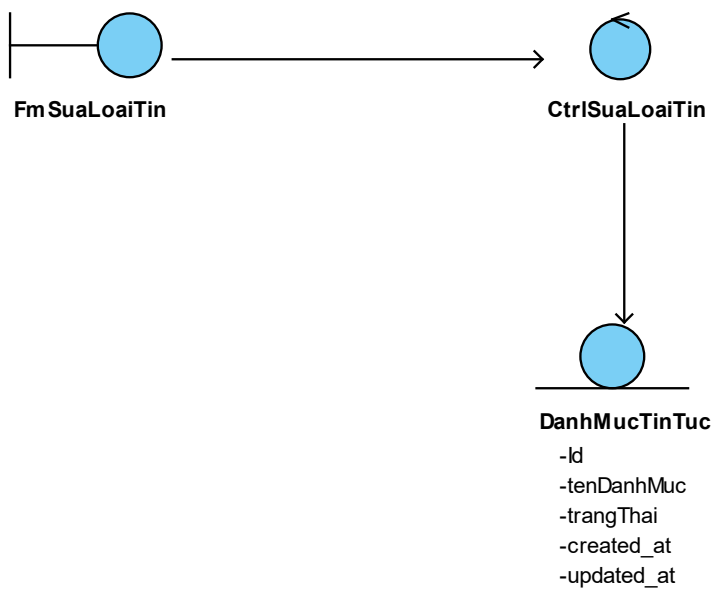 FmSuaLoaiTin
CtrlSuaLoaiTin
DanhMucTinTuc
-Id
-tenDanhMuc
-trangThai
-created_at
-updated_at